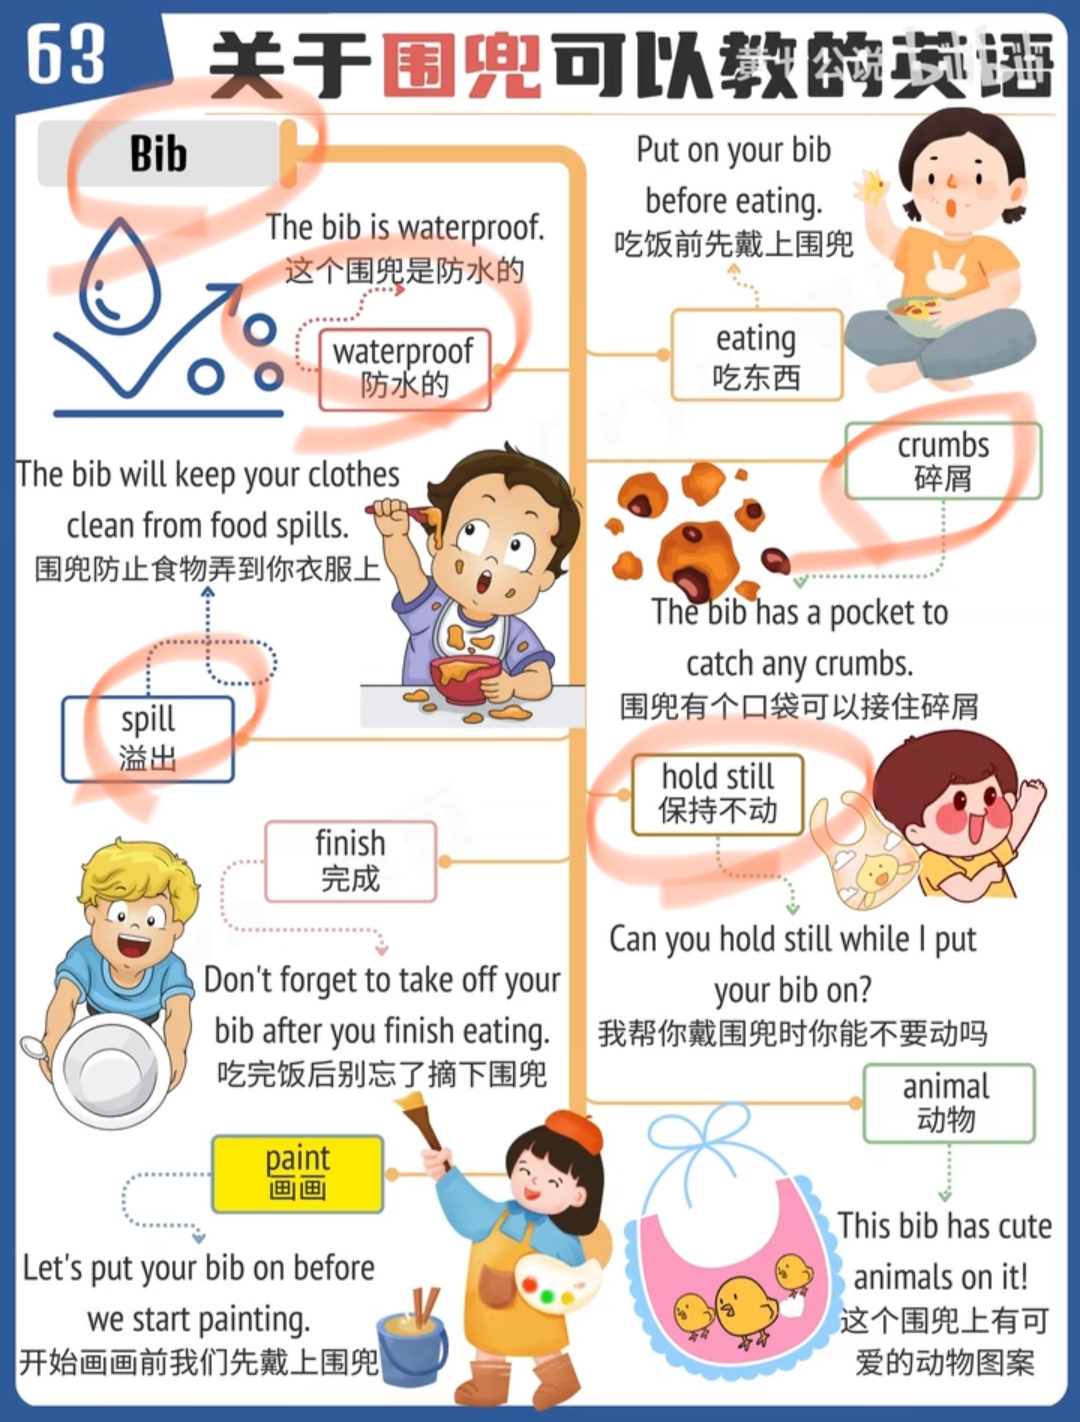 63
关于围兜可以教的英语
Bib
The bib is waterproof.
这个围兜是防水的
waterproof
防水的
Put on your bib
before eating.
吃饭前先戴上围兜
eating
吃东西
crumbs
碎屑
The bib will keep your clothes
clean from food spills.
围兜防止食物弄到你衣服上
spill
溢出
The bib has a pocket to
catch any crumbs.
围兜有个口袋可以接住碎屑
hold still
保持不动
finish
完成
Don't forget to take off your
bib after you finish eating.
吃完饭后别忘了摘下围兜
Can you hold still while I put
your bib on?
我帮你戴围兜时你能不要动吗
animal
动物
paint
画画
Let's put your bib on before
we start painting.
开始画画前我们先戴上围兜
This bib has cute
animals on it!
这个围兜上有可
爱的动物图案